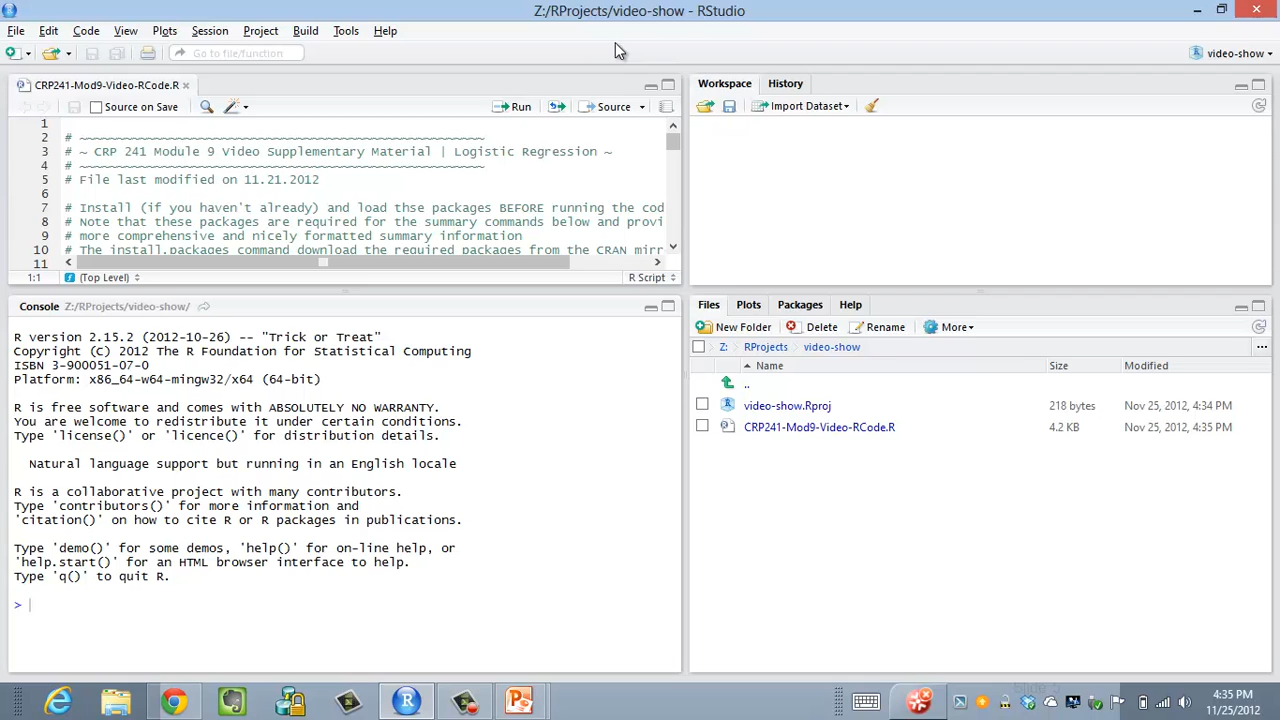 Z:/RProjects/video-show - RStudio
File Edit Code View Plots Session Project Build Tools Help
Go to file/function
video-show
CRP241-Mod9-Video-RCode.R
Source on Save
Run
Source
1
2 # ~~~~~~~~~~~~~~~~~~~~~~~~~~~~~~~~~~~~~~~~~~~~~~~~~~~~~~
3 # ~ CRP 241 Module 9 Video Supplementary Material | Logistic Regression ~
4 # ~~~~~~~~~~~~~~~~~~~~~~~~~~~~~~~~~~~~~~~~~~~~~~~~~~~~~~
5 # File last modified on 11.21.2012
6
7 # Install (if you haven't already) and load thse packages BEFORE running the cod
8 # Note that these packages are required for the summary commands below and provi
9 # more comprehensive and nicely formatted summary information
10 # The install.packages command download the required packages from the CRAN mirr
11
1:1 (Top Level) R Script
Console Z:/RProjects/video-show/
R version 2.15.2 (2012-10-26) -- "Trick or Treat"
Copyright (C) 2012 The R Foundation for Statistical Computing
ISBN 3-900051-07-0
Platform: x86_64-w64-mingw32/x64 (64-bit)
R is free software and comes with ABSOLUTELY NO WARRANTY.
You are welcome to redistribute it under certain conditions.
Type 'license()' or 'licence()' for distribution details.
Natural language support but running in an English locale
R is a collaborative project with many contributors.
Type 'contributors()' for more information and
'citation()' on how to cite R or R packages in publications.
Type 'demo()' for some demos, 'help()' for on-line help, or
'help.start()' for an HTML browser interface to help.
Type 'q()' to quit R.
>
Workspace History
Import Dataset
Files Plots Packages Help
New Folder Delete Rename More
Z: RProjects video-show
Name Size Modified
..
video-show.Rproj 218 bytes Nov 25, 2012, 4:34 PM
CRP241-Mod9-Video-RCode.R 4.2 KB Nov 25, 2012, 4:35 PM
4:35 PM
11/25/2012